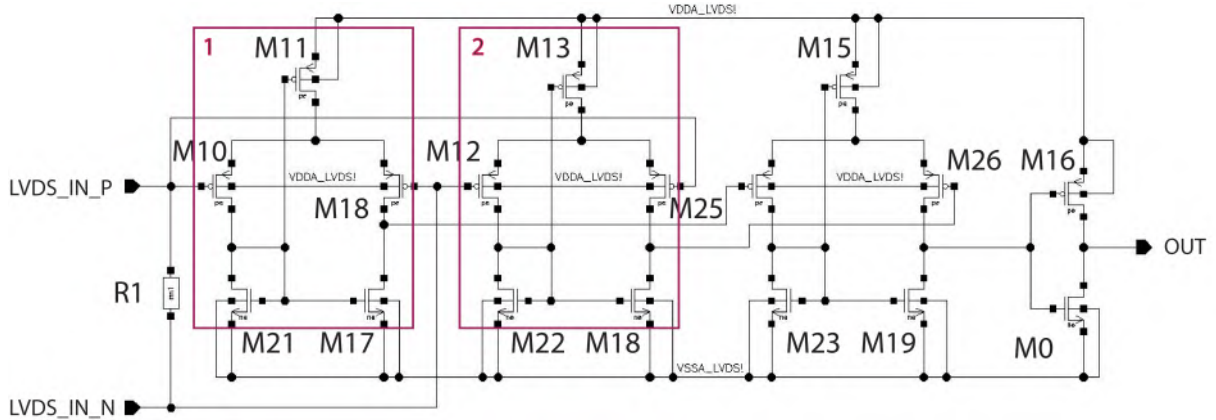 VDDA_LVDS!
1
M11
2
M13
M15
M10
M12
M26
M16
LVDS_IN_P
VDDA_LVDS!
VDDA_LVDS!
VDDA_LVDS!
M18
M25
OUT
R1
M21
M17
M22
M18
M23
M19
M0
VSSA_LVDS!
LVDS_IN_N